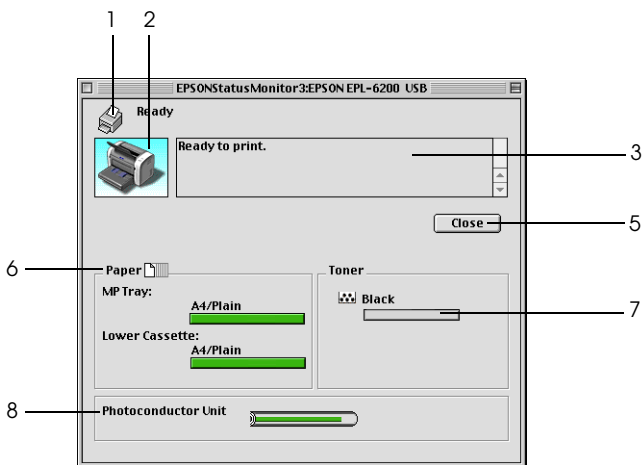 1 2
EPSONStatusMonitor3:EPSON EPL-6200 USB
Ready
Ready to print.
3
Close
5
6
Paper
Toner
MP Tray:
A4/Plain
Black
7
Lower Cassette:
A4/Plain
8
Photoconductor Unit